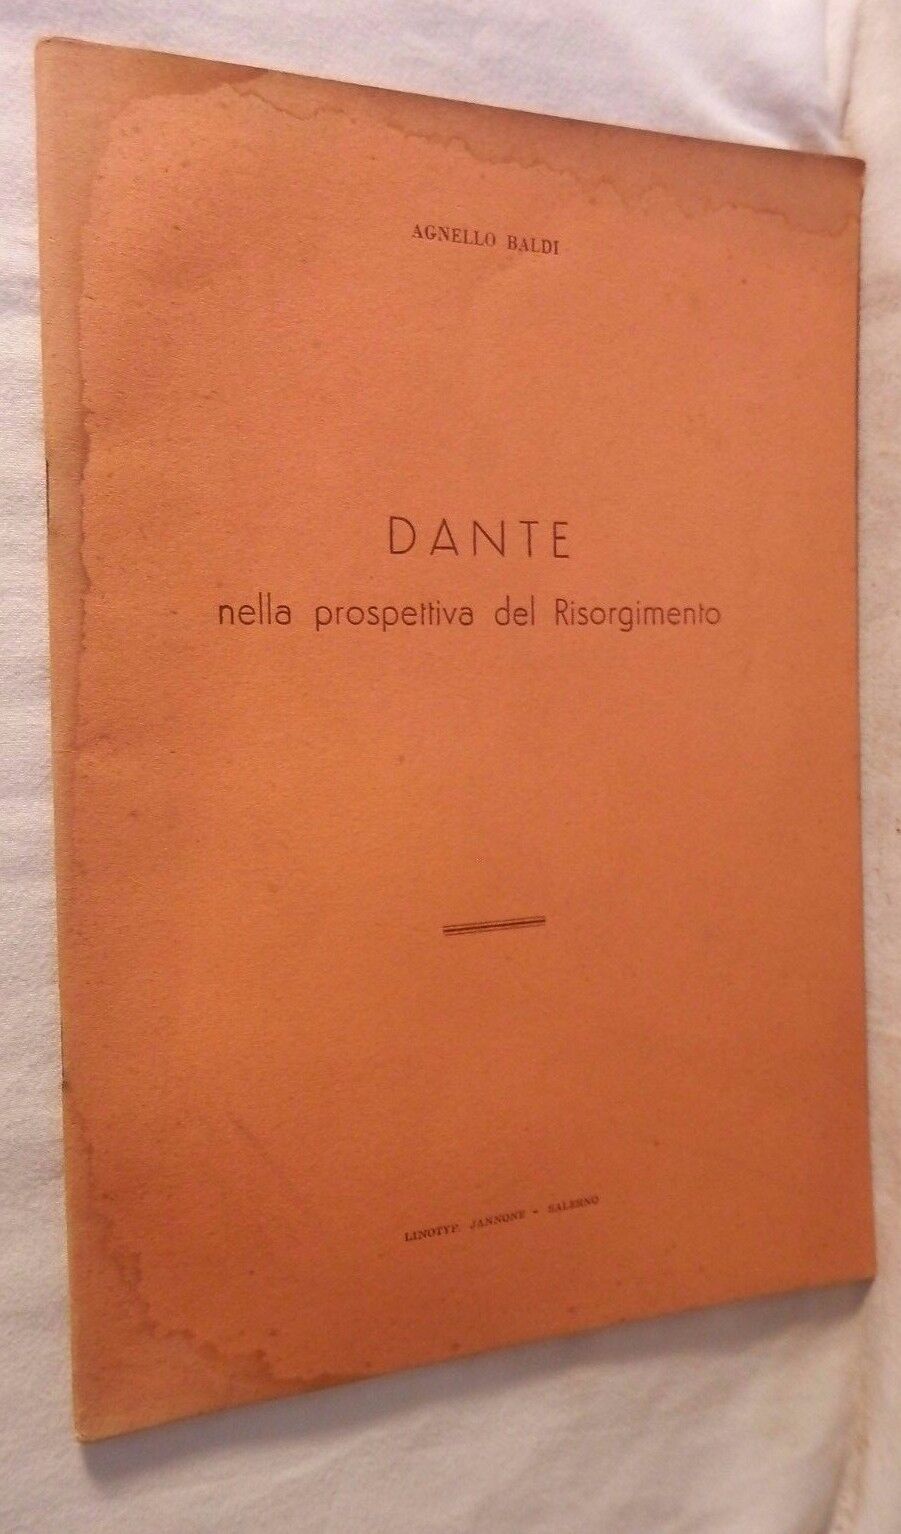 AGNELLO BALDI
DANTE
nella prospettiva del Risorgimento
LINOTYP. JANNONE - SALERNO